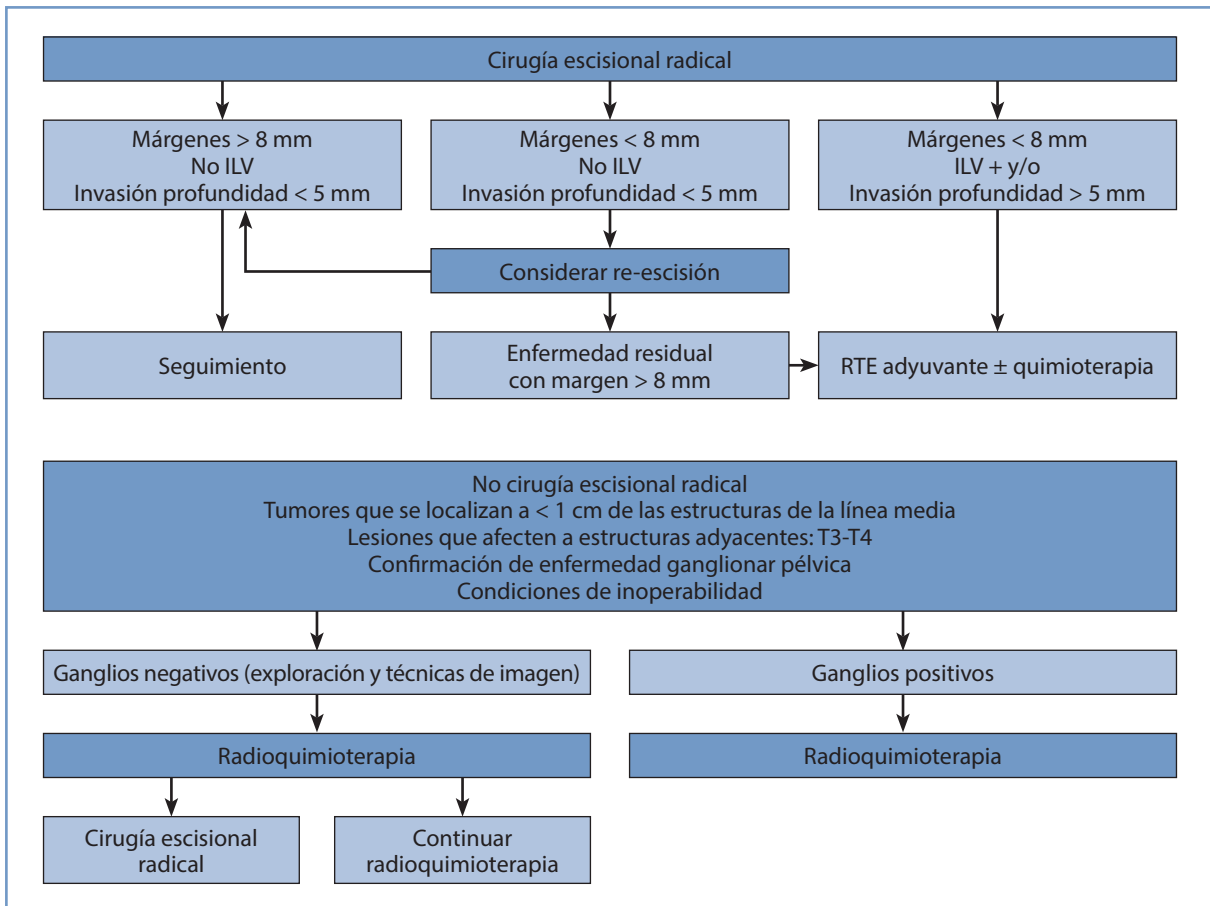 Cirugía escisional radical
Márgenes > 8 mm
No ILV
Invasión profundidad < 5 mm
Márgenes < 8 mm
No ILV
Invasión profundidad < 5 mm
Márgenes < 8 mm
ILV + y/o
Invasión profundidad > 5 mm
Considerar re-escisión
Seguimiento
Enfermedad residual
con margen > 8 mm
RTE adyuvante ± quimioterapia
No cirugía escisional radical
Tumores que se localizan a < 1 cm de las estructuras de la línea media
Lesiones que afecten a estructuras adyacentes: T3-T4
Confirmación de enfermedad ganglionar pélvica
Condiciones de inoperabilidad
Ganglios negativos (exploración y técnicas de imagen)
Ganglios positivos
Radioquimioterapia
Radioquimioterapia
Cirugía escisional
radical
Continuar
radioquimioterapia